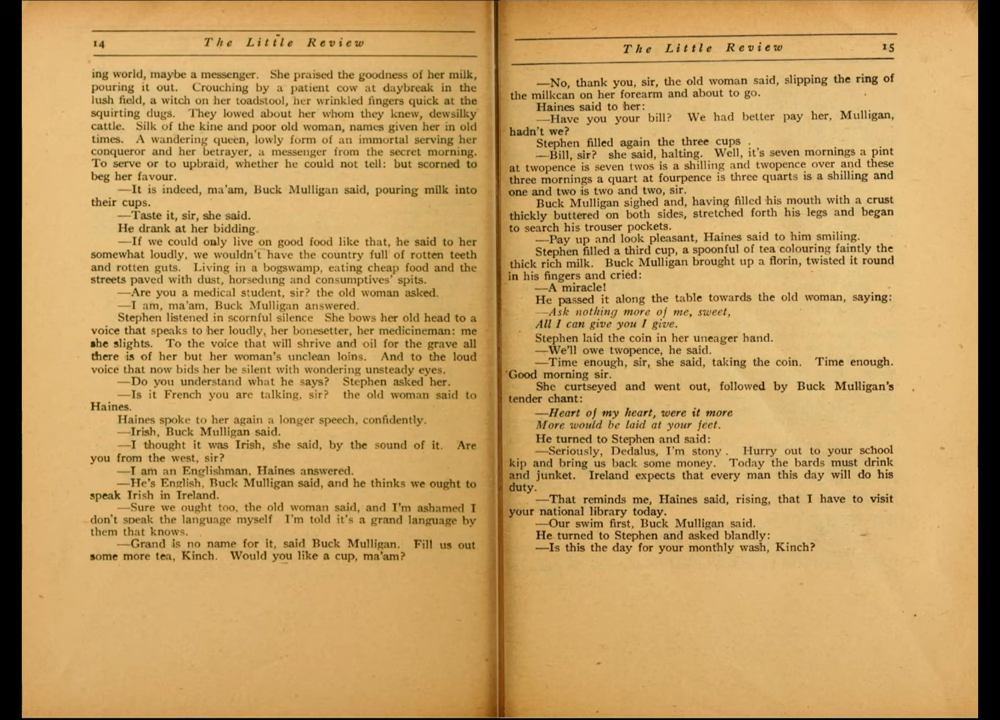 14
The Little Review
ing world, maybe a messenger. She praised the goodness of her milk,
pouring it out. Crouching by a patient cow at daybreak in the
lush field, a witch on her toadstool, her wrinkled fingers quick at the
squirting dugs. They lowed about her whom they knew, dewsilky
cattle. Silk of the kine and poor old woman, names given her in old
times. A wandering queen, lowly form of an immortal serving her
conqueror and her betrayer, a messenger from the secret morning.
To serve or to upbraid, whether he could not tell: but scorned to
beg her favour.
—It is indeed, ma'am, Buck Mulligan said, pouring milk into
their cups.
—Taste it, sir, she said.
He drank at her bidding.
—If we could only live on good food like that, he said to her
somewhat loudly, we wouldn't have the country full of rotten teeth
and rotten guts. Living in a bogswamp, eating cheap food and the
streets paved with dust, horsedung and consumptives' spits.
—Are you a medical student, sir? the old woman asked.
—I am, ma'am, Buck Mulligan answered.
Stephen listened in scornful silence She bows her old head to a
voice that speaks to her loudly, her bonesetter, her medicineman: me
she slights. To the voice that will shrive and oil for the grave all
there is of her but her woman's unclean loins. And to the loud
voice that now bids her be silent with wondering unsteady eyes.
—Do you understand what he says? Stephen asked her.
—Is it French you are talking, sir? the old woman said to
Haines.
Haines spoke to her again a longer speech, confidently.
—Irish, Buck Mulligan said.
—I thought it was Irish, she said, by the sound of it. Are
you from the west, sir?
—I am an Englishman, Haines answered.
—He's English, Buck Mulligan said, and he thinks we ought to
speak Irish in Ireland.
—Sure we ought too, the old woman said, and I'm ashamed I
don't speak the language myself I'm told it's a grand language by
them that knows.
—Grand is no name for it, said Buck Mulligan. Fill us out
some more tea, Kinch. Would you like a cup, ma'am?
The Little Review
15
—No, thank you, sir, the old woman said, slipping the ring of
the milkcan on her forearm and about to go.
Haines said to her:
—Have you your bill? We had better pay her, Mulligan,
hadn't we?
Stephen filled again the three cups .
—Bill, sir? she said, halting. Well, it's seven mornings a pint
at twopence is seven twos is a shilling and twopence over and these
three mornings a quart at fourpence is three quarts is a shilling and
one and two is two and two, sir.
Buck Mulligan sighed and, having filled his mouth with a crust
thickly buttered on both sides, stretched forth his legs and began
to search his trouser pockets.
—Pay up and look pleasant, Haines said to him smiling.
Stephen filled a third cup, a spoonful of tea colouring faintly the
thick rich milk. Buck Mulligan brought up a florin, twisted it round
in his fingers and cried:
—A miracle!
He passed it along the table towards the old woman, saying:
—Ask nothing more of me, sweet,
All I can give you I give.
Stephen laid the coin in her uneager hand.
—We'll owe twopence, he said.
—Time enough, sir, she said, taking the coin. Time enough.
Good morning sir.
She curtseyed and went out, followed by Buck Mulligan's
tender chant:
—Heart of my heart, were it more
More would be laid at your feet.
He turned to Stephen and said:
—Seriously, Dedalus, I'm stony . Hurry out to your school
kip and bring us back some money. Today the bards must drink
and junket. Ireland expects that every man this day will do his
duty.
—That reminds me, Haines said, rising, that I have to visit
your national library today.
—Our swim first, Buck Mulligan said.
He turned to Stephen and asked blandly:
—Is this the day for your monthly wash, Kinch?